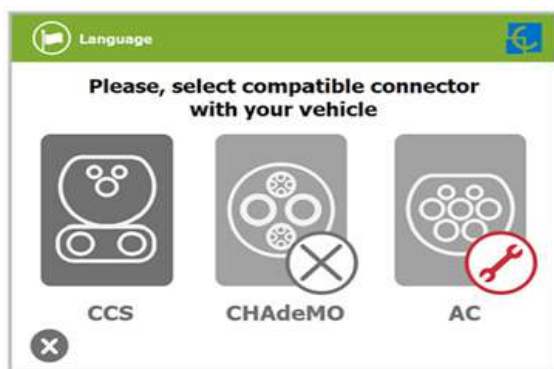 Language
Please, select compatible connector
with your vehicle
CCS
CHAdeMO
AC